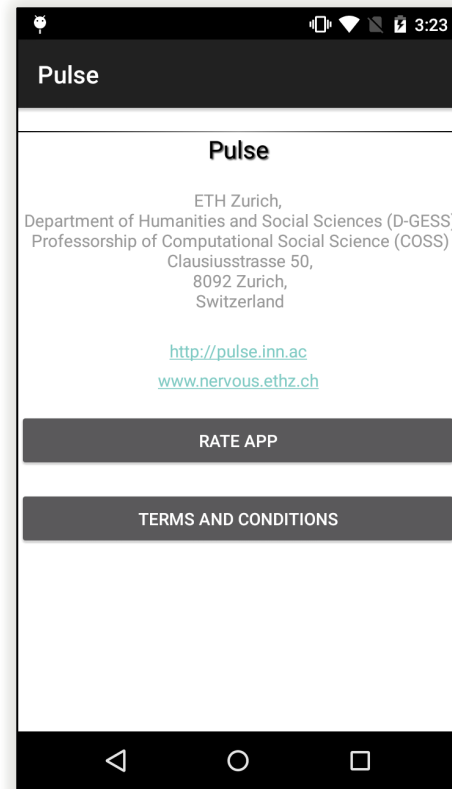 3:23
Pulse
Pulse
ETH Zurich,
Department of Humanities and Social Sciences (D-GESS)
Professorship of Computational Social Science (COSS)
Clausiusstrasse 50,
8092 Zurich,
Switzerland
http://pulse.inn.ac
www.nervous.ethz.ch
RATE APP
TERMS AND CONDITIONS